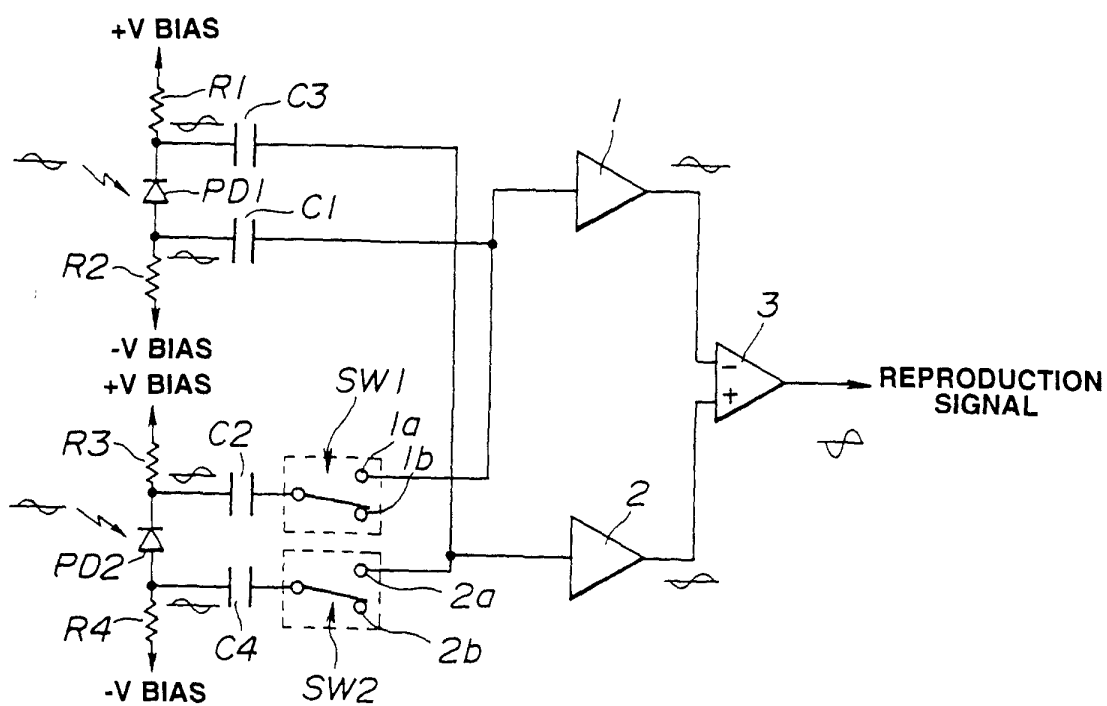 +V BIAS
R1
C3
1
PD1
C1
R2
-V BIAS
+V BIAS
SW1
3
-
+
REPRODUCTION
SIGNAL
R3
C2
1a
1b
2
PD2
2a
R4
C4
2b
-V BIAS
SW2